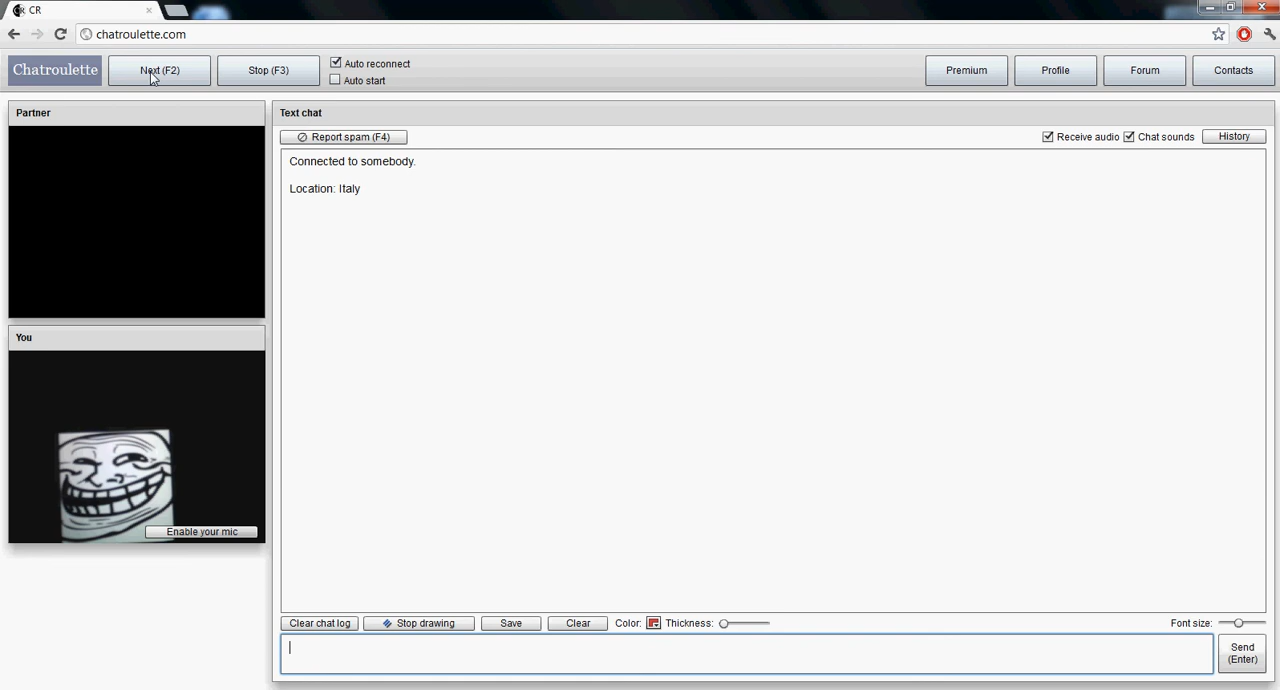 CR
chatroulette.com
Chatroulette
Next (F2)
Stop (F3)
Auto reconnect
Auto start
Premium
Profile
Forum
Contacts
Partner
Text chat
Report spam (F4)
Receive audio
Chat sounds
History
Connected to somebody.
Location: Italy
You
Enable your mic
Clear chat log
Stop drawing
Save
Clear
Color:
Thickness:
Font size:
Send
(Enter)